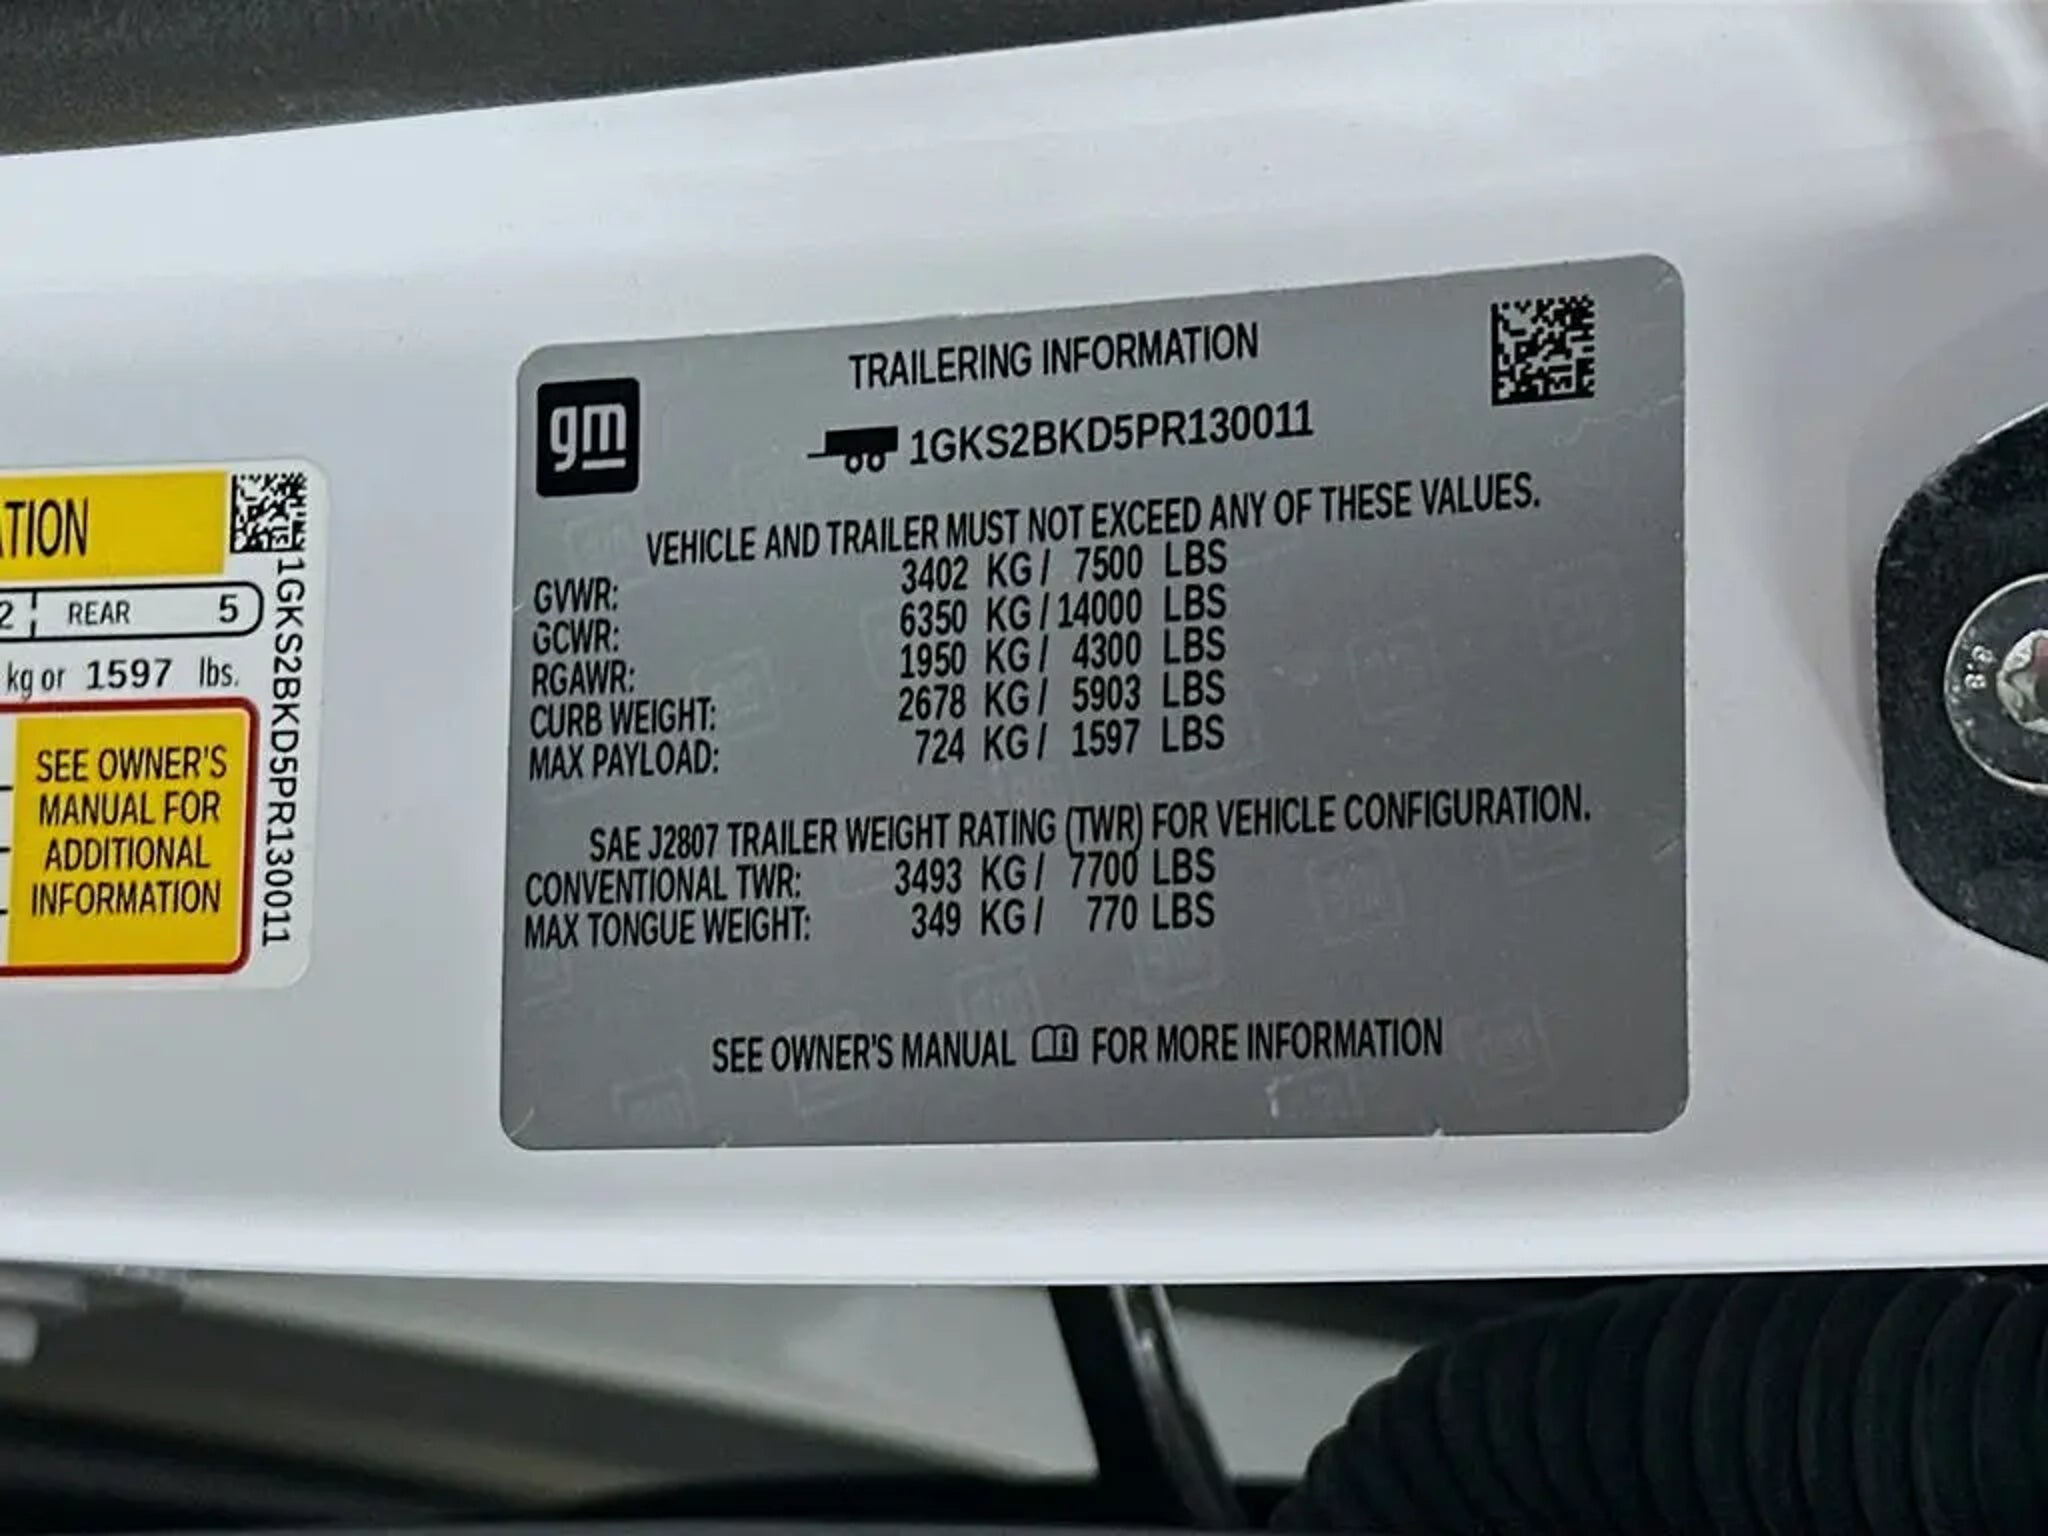 gm
TRAILERING INFORMATION
1GKS2BKD5PR130011
VEHICLE AND TRAILER MUST NOT EXCEED ANY OF THESE VALUES.
GVWR: 3402 KG / 7500 LBS
GCWR: 6350 KG / 14000 LBS
RGAWR: 1950 KG / 4300 LBS
CURB WEIGHT: 2678 KG / 5903 LBS
MAX PAYLOAD: 724 KG / 1597 LBS
SAE J2807 TRAILER WEIGHT RATING (TWR) FOR VEHICLE CONFIGURATION.
CONVENTIONAL TWR: 3493 KG / 7700 LBS
MAX TONGUE WEIGHT: 349 KG / 770 LBS
SEE OWNER'S MANUAL FOR MORE INFORMATION
ATION
2 REAR 5
kg or 1597 lbs.
SEE OWNER'S
MANUAL FOR
ADDITIONAL
INFORMATION
1GKS2BKD5PR130011
8.8